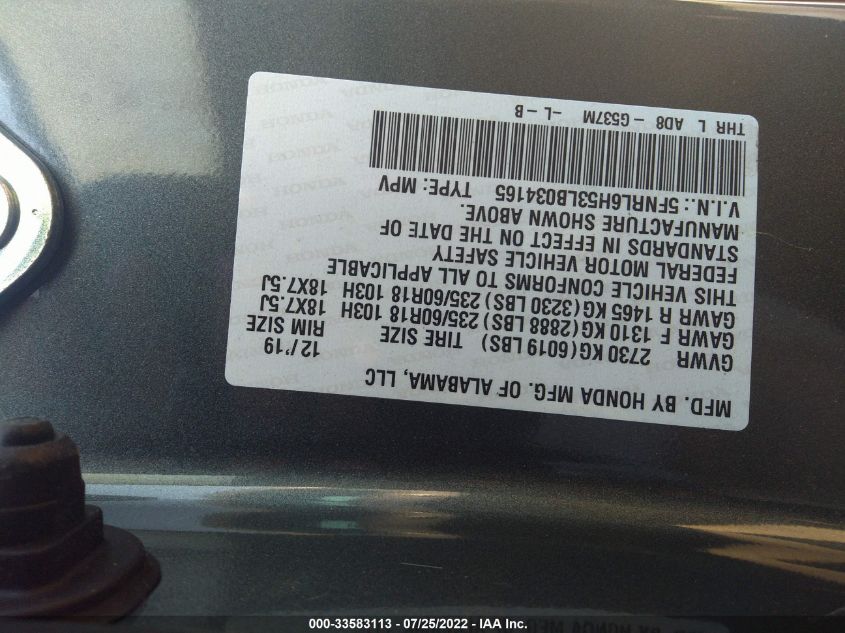 MFD. BY HONDA MFG. OF ALABAMA, LLC 12/'19
GVWR 2730 KG (6019 LBS) TIRE SIZE RIM SIZE
GAWR F 1310 KG (2888 LBS) 235/60R18 103H 18X7.5J
GAWR R 1465 KG (3230 LBS) 235/60R18 103H 18X7.5J
THIS VEHICLE CONFORMS TO ALL APPLICABLE
FEDERAL MOTOR VEHICLE SAFETY
STANDARDS IN EFFECT ON THE DATE OF
MANUFACTURE SHOWN ABOVE.
V.I.N.: 5FNRL6H53LB034165 TYPE: MPV
THR L AD8 - G537M -L-B
000-33583113 - 07/25/2022 - IAA Inc.